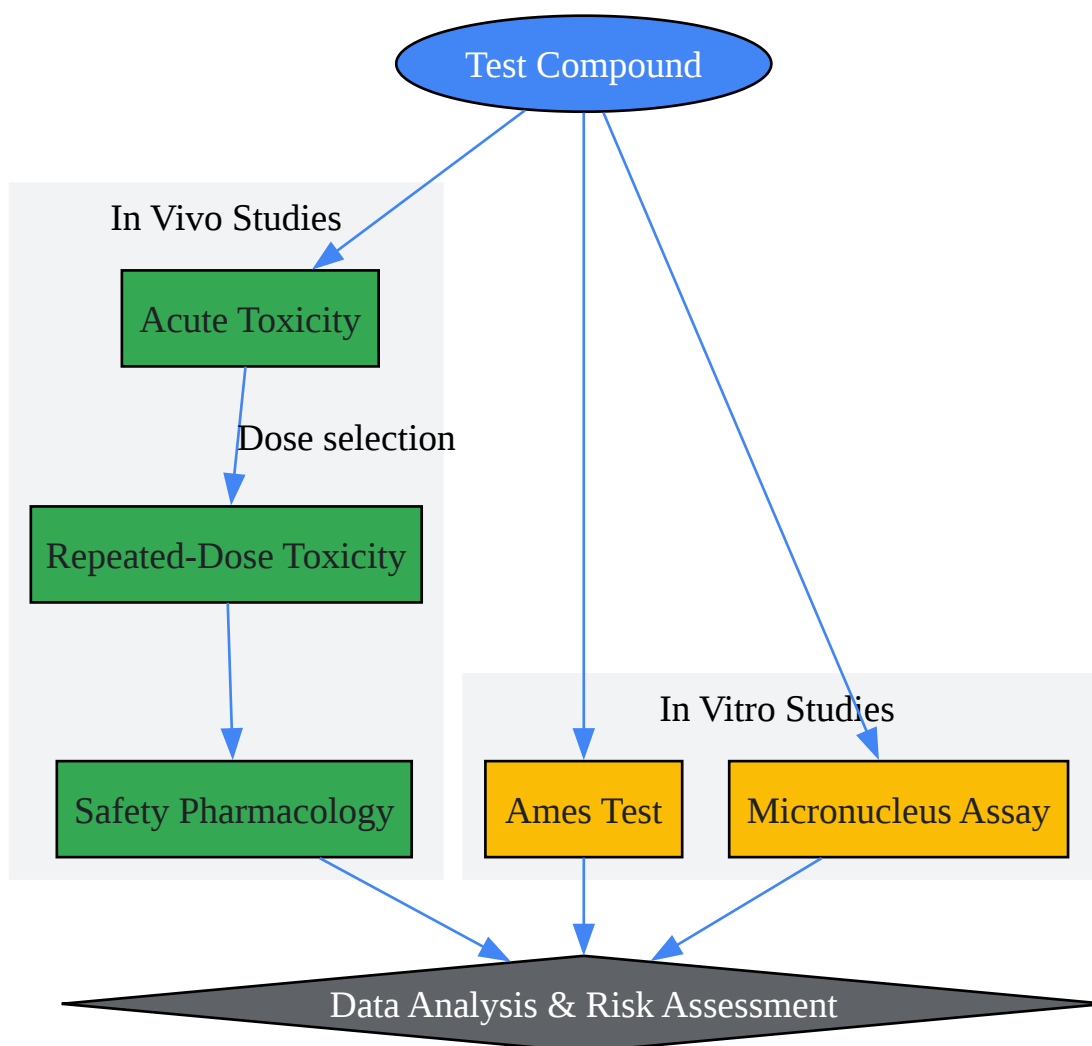 Test Compound
In Vivo Studies
Acute Toxicity
Dose selection
Repeated-Dose Toxicity
In Vitro Studies
Safety Pharmacology
Ames Test
Micronucleus Assay
Data Analysis & Risk Assessment